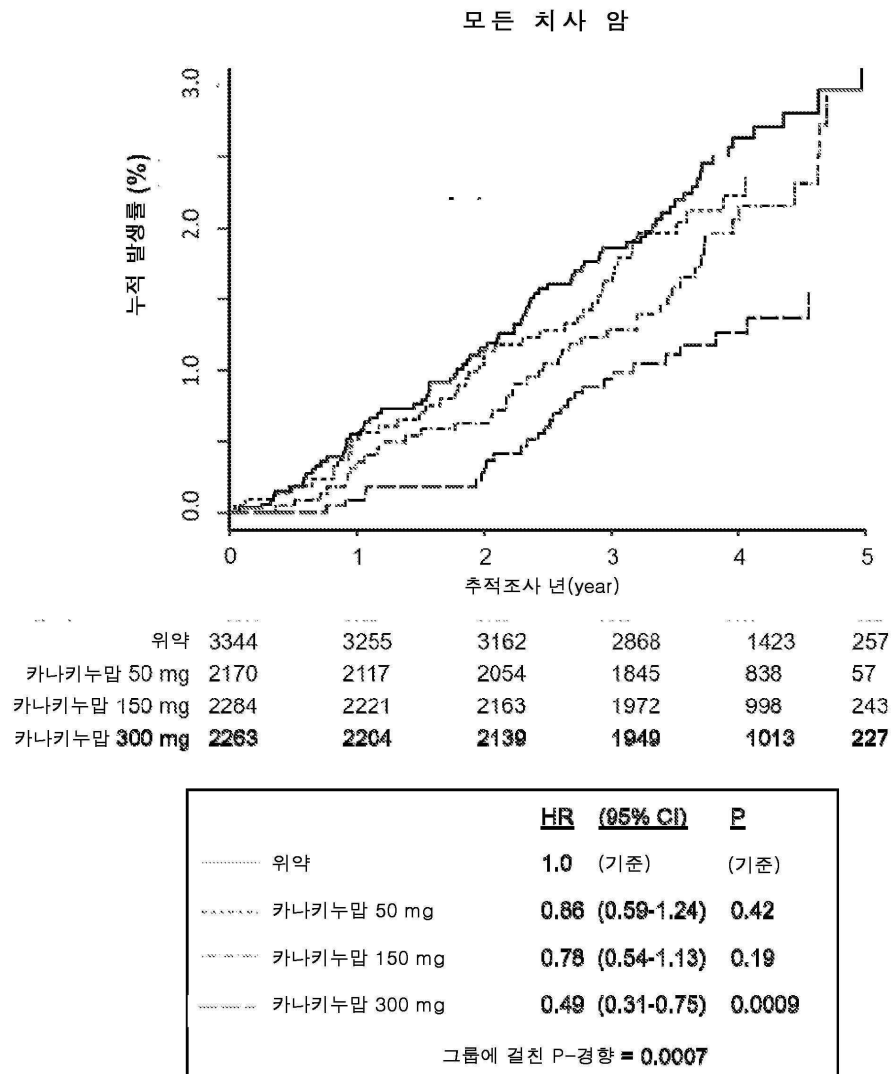 모든 치사 암
누적 발생률 (%)
3.0
2.0
1.0
0.0
0 1 2 3 4 5
추적조사 년(year)
위약 3344 3255 3162 2868 1423 257
카나키누맙 50 mg 2170 2117 2054 1845 838 57
카나키누맙 150 mg 2284 2221 2163 1972 998 243
카나키누맙 300 mg 2263 2204 2139 1949 1013 227
HR (95% CI) P
위약 1.0 (기준) (기준)
카나키누맙 50 mg 0.86 (0.59-1.24) 0.42
카나키누맙 150 mg 0.78 (0.54-1.13) 0.19
카나키누맙 300 mg 0.49 (0.31-0.75) 0.0009
그룹에 걸친 P-경향 = 0.0007